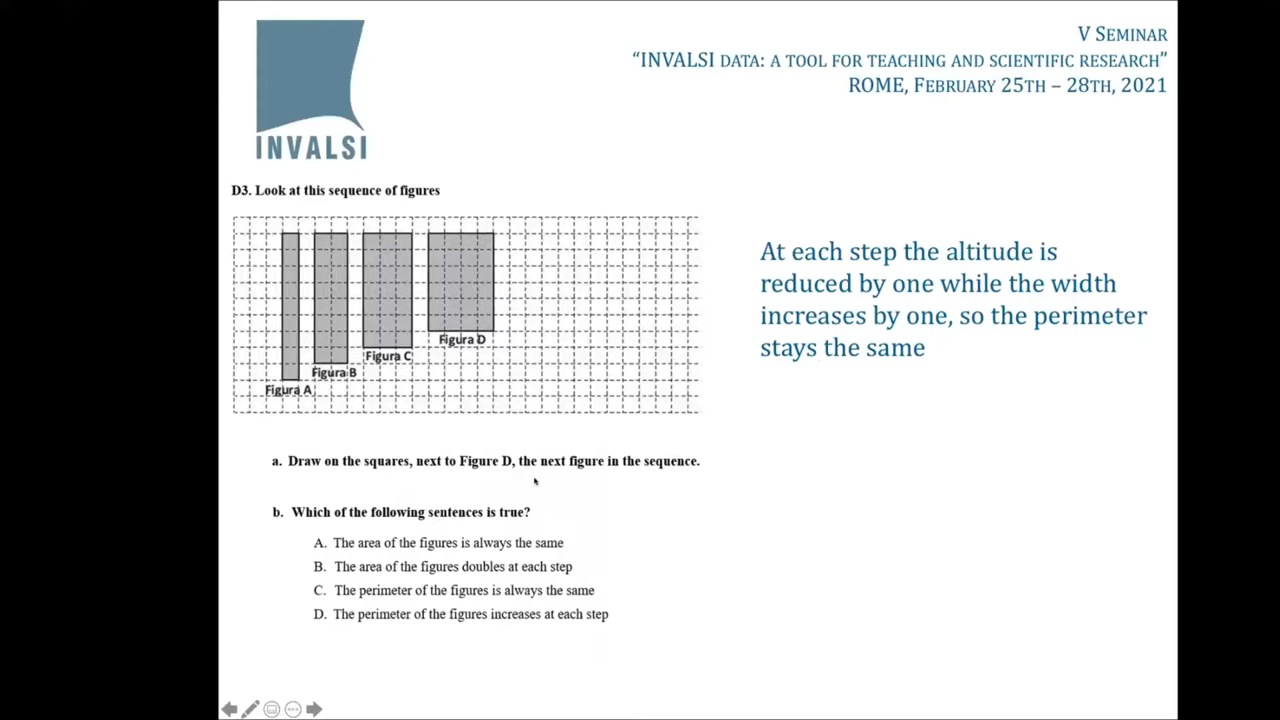 V SEMINAR
“INVALSI DATA: A TOOL FOR TEACHING AND SCIENTIFIC RESEARCH”
ROME, FEBRUARY 25TH – 28TH, 2021
INVALSI
D3. Look at this sequence of figures
Figura A
Figura B
Figura C
Figura D
At each step the altitude is
reduced by one while the width
increases by one, so the perimeter
stays the same
a. Draw on the squares, next to Figure D, the next figure in the sequence.
b. Which of the following sentences is true?
A. The area of the figures is always the same
B. The area of the figures doubles at each step
C. The perimeter of the figures is always the same
D. The perimeter of the figures increases at each step